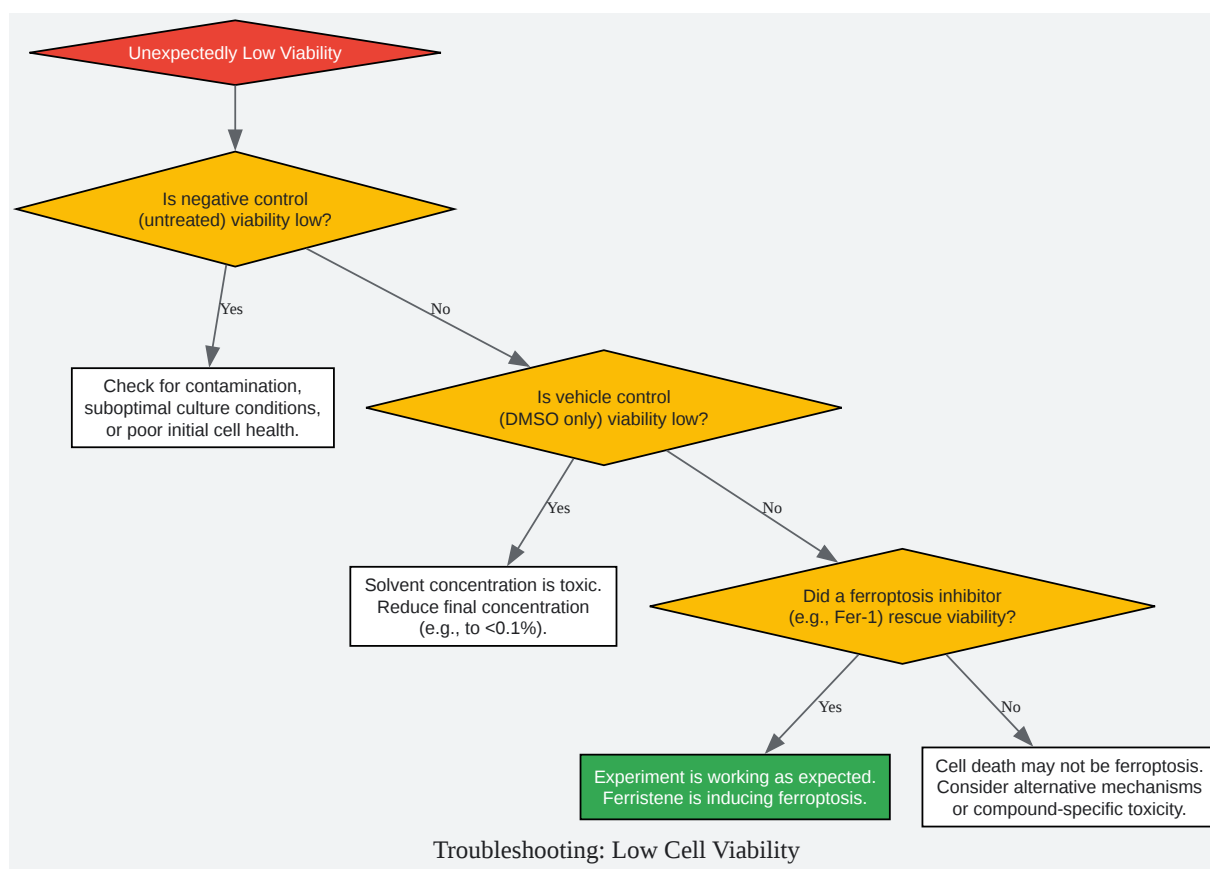 Unexpectedly Low Viability
Is negative control
(untreated) viability low?
Yes
No
Check for contamination,
suboptimal culture conditions,
or poor initial cell health.
Is vehicle control
(DMSO only) viability low?
Yes
No
Solvent concentration is toxic.
Reduce final concentration
(e.g., to <0.1%).
Did a ferroptosis inhibitor
(e.g., Fer-1) rescue viability?
Yes
No
Experiment is working as expected.
Ferristene is inducing ferroptosis.
Cell death may not be ferroptosis.
Consider alternative mechanisms
or compound-specific toxicity.
Troubleshooting: Low Cell Viability